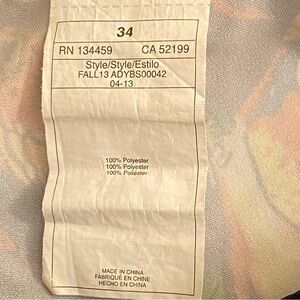 34
RN 134459 CA 52199
Style/Style/Estilo
FALL13 ADYBS00042
04-13
100% Polyester
100% Polyester
100% Poliéster
MADE IN CHINA
FABRIQUÉ EN CHINE
HECHO EN CHINA